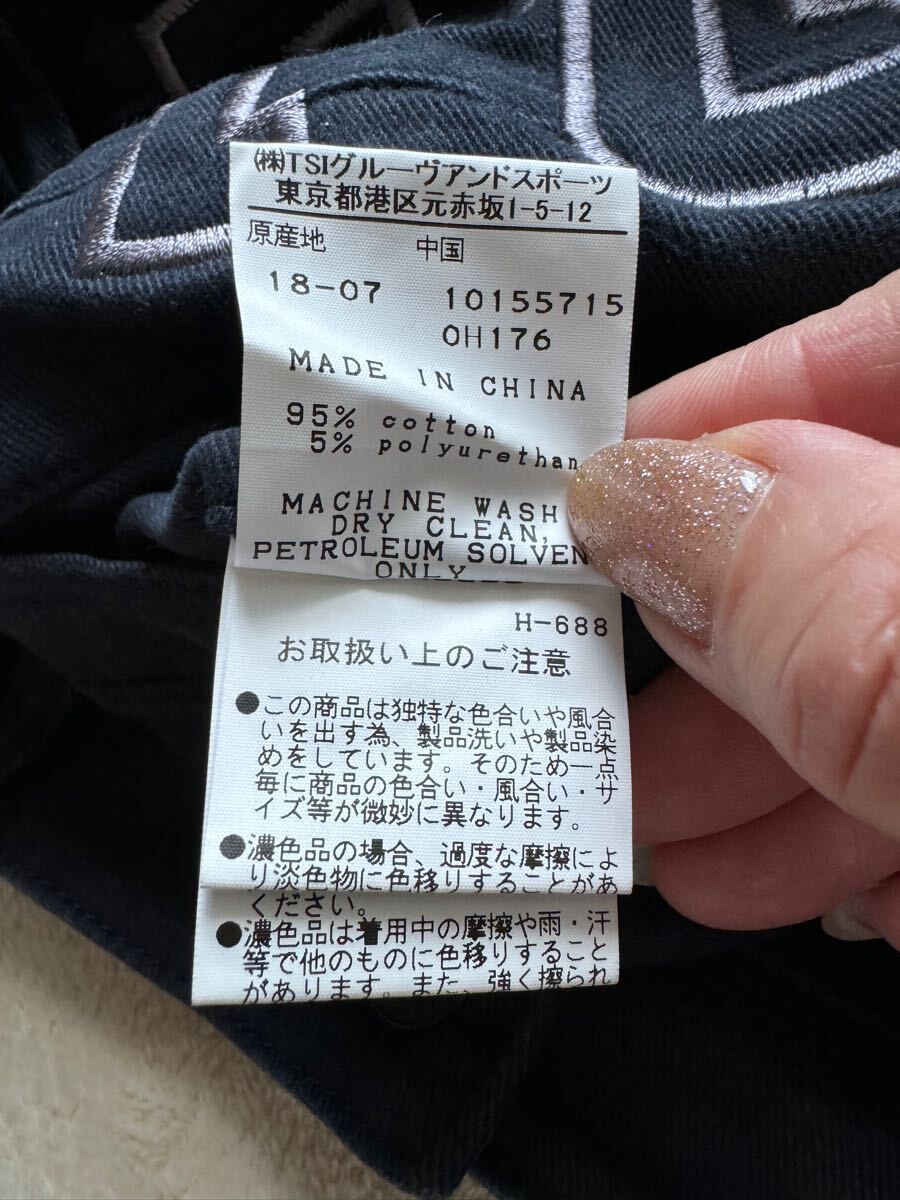 ㈱TSIグルーヴアンドスポーツ
東京都港区元赤坂1-5-12
原産地 中国
18-07 10155715
0H176
MADE IN CHINA
95% cotton
5% polyurethan
MACHINE WASH
DRY CLEAN,
PETROLEUM SOLVEN
ONLY
H-688
お取扱い上のご注意
●この商品は独特な色合いや風合
いを出す為、製品洗いや製品染
めをしています。そのため一点
毎に商品の色合い・風合い・サ
イズ等が微妙に異なります。
●濃色品の場合、過度な摩擦によ
り淡色物に色移りすることがあ
ください。
●濃色品は着用中の摩擦や雨・汗
等で他のものに色移りすること
があります。また、強く擦られ